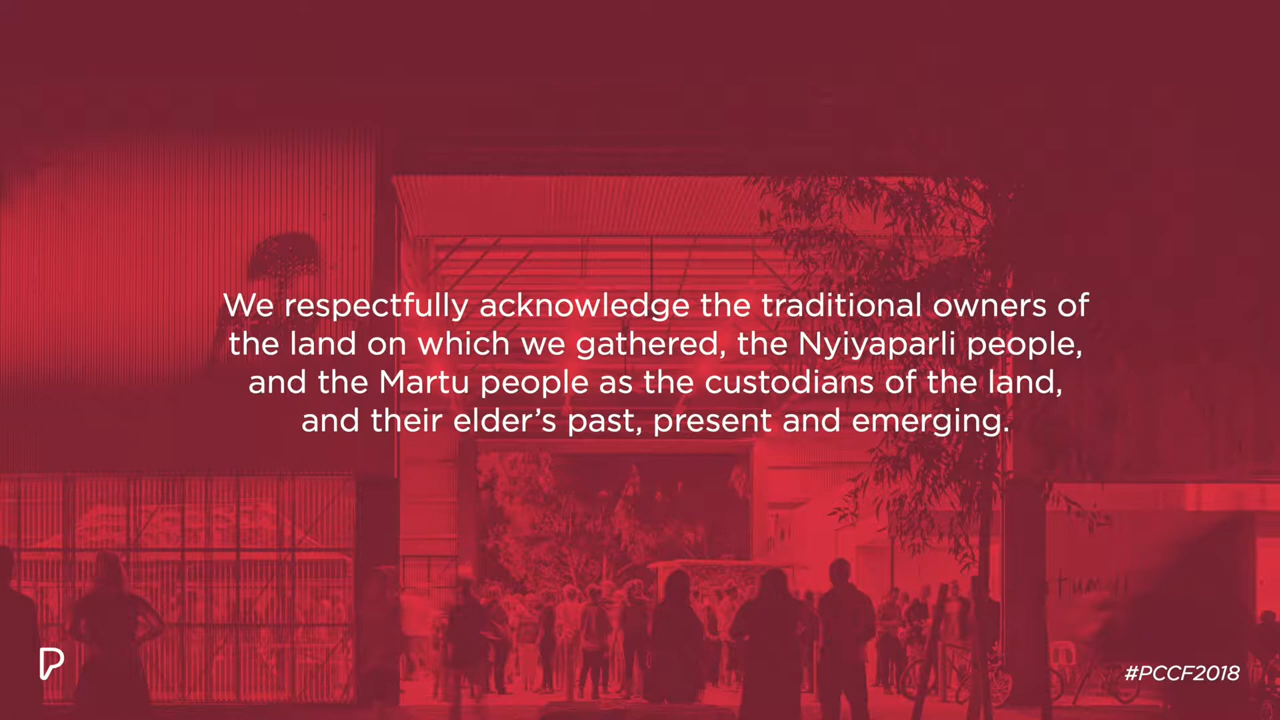 We respectfully acknowledge the traditional owners of
the land on which we gathered, the Nyiyaparli people,
and the Martu people as the custodians of the land,
and their elder’s past, present and emerging.
#PCCF2018